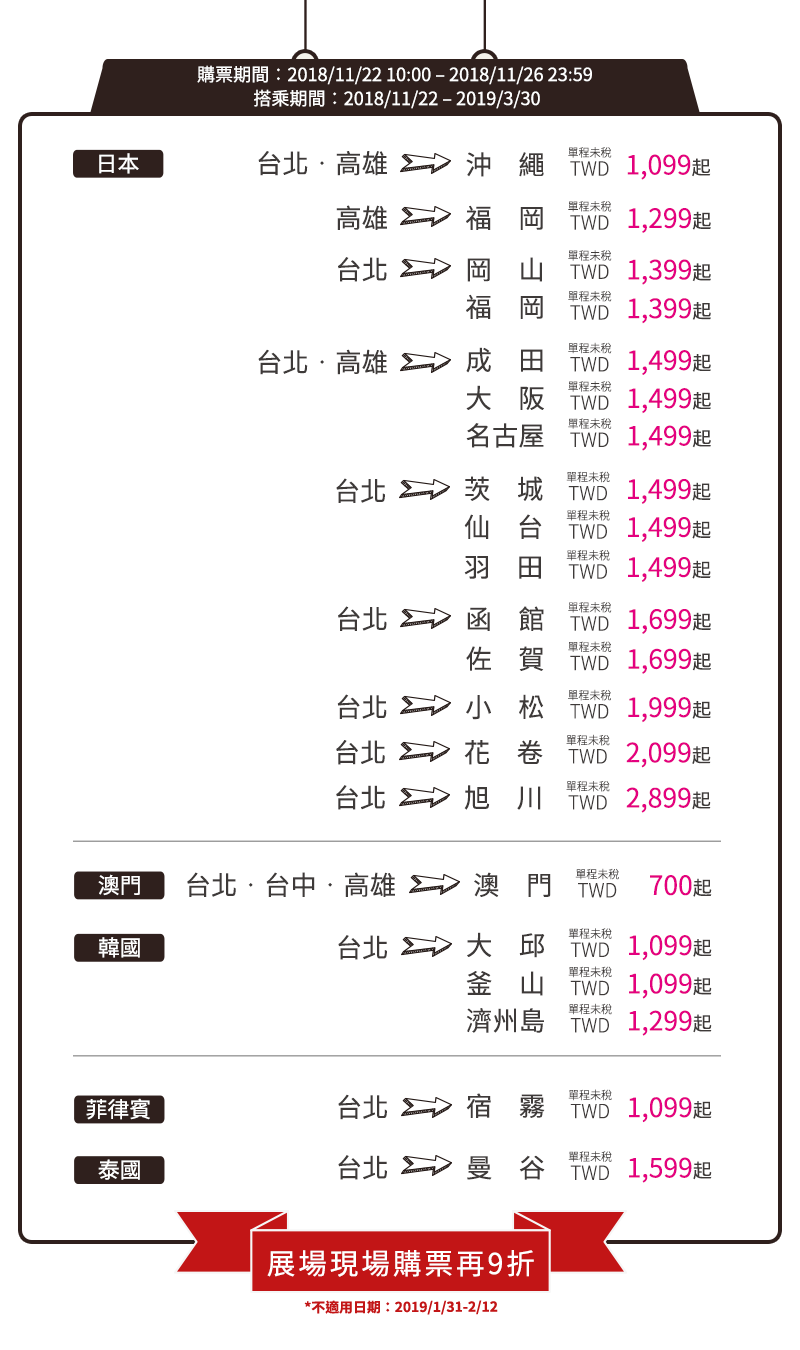 購票期間：2018/11/22 10:00 – 2018/11/26 23:59
搭乘期間：2018/11/22 – 2019/3/30
日本 台北 · 高雄 沖 繩 單程未稅 TWD 1,099起
高雄 福 岡 單程未稅 TWD 1,299起
台北 岡 山 單程未稅 TWD 1,399起
福 岡 單程未稅 TWD 1,399起
台北 · 高雄 成 田 單程未稅 TWD 1,499起
大 阪 單程未稅 TWD 1,499起
名古屋 單程未稅 TWD 1,499起
台北 茨 城 單程未稅 TWD 1,499起
仙 台 單程未稅 TWD 1,499起
羽 田 單程未稅 TWD 1,499起
台北 函 館 單程未稅 TWD 1,699起
佐 賀 單程未稅 TWD 1,699起
台北 小 松 單程未稅 TWD 1,999起
台北 花 卷 單程未稅 TWD 2,099起
台北 旭 川 單程未稅 TWD 2,899起
澳門 台北 · 台中 · 高雄 澳 門 單程未稅 TWD 700起
韓國 台北 大 邱 單程未稅 TWD 1,099起
釜 山 單程未稅 TWD 1,099起
濟州島 單程未稅 TWD 1,299起
菲律賓 台北 宿 霧 單程未稅 TWD 1,099起
泰國 台北 曼 谷 單程未稅 TWD 1,599起
展場現場購票再9折
*不適用日期：2019/1/31-2/12